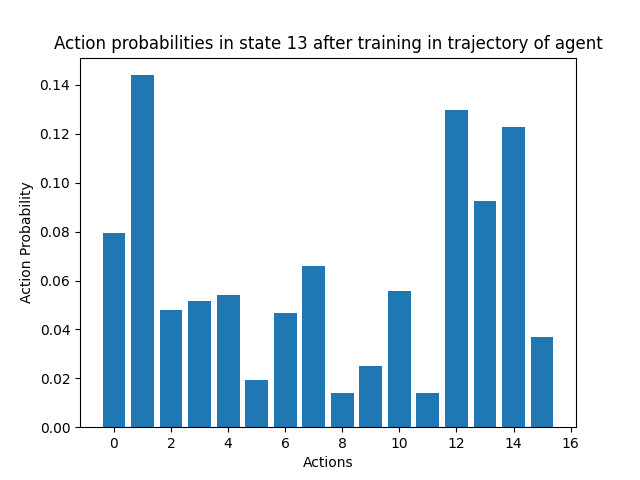 Action probabilities in state 13 after training in trajectory of agent
0.14
0.12
0.10
0.08
0.06
0.04
0.02
0.00
Action Probability
0 2 4 6 8 10 12 14 16
Actions